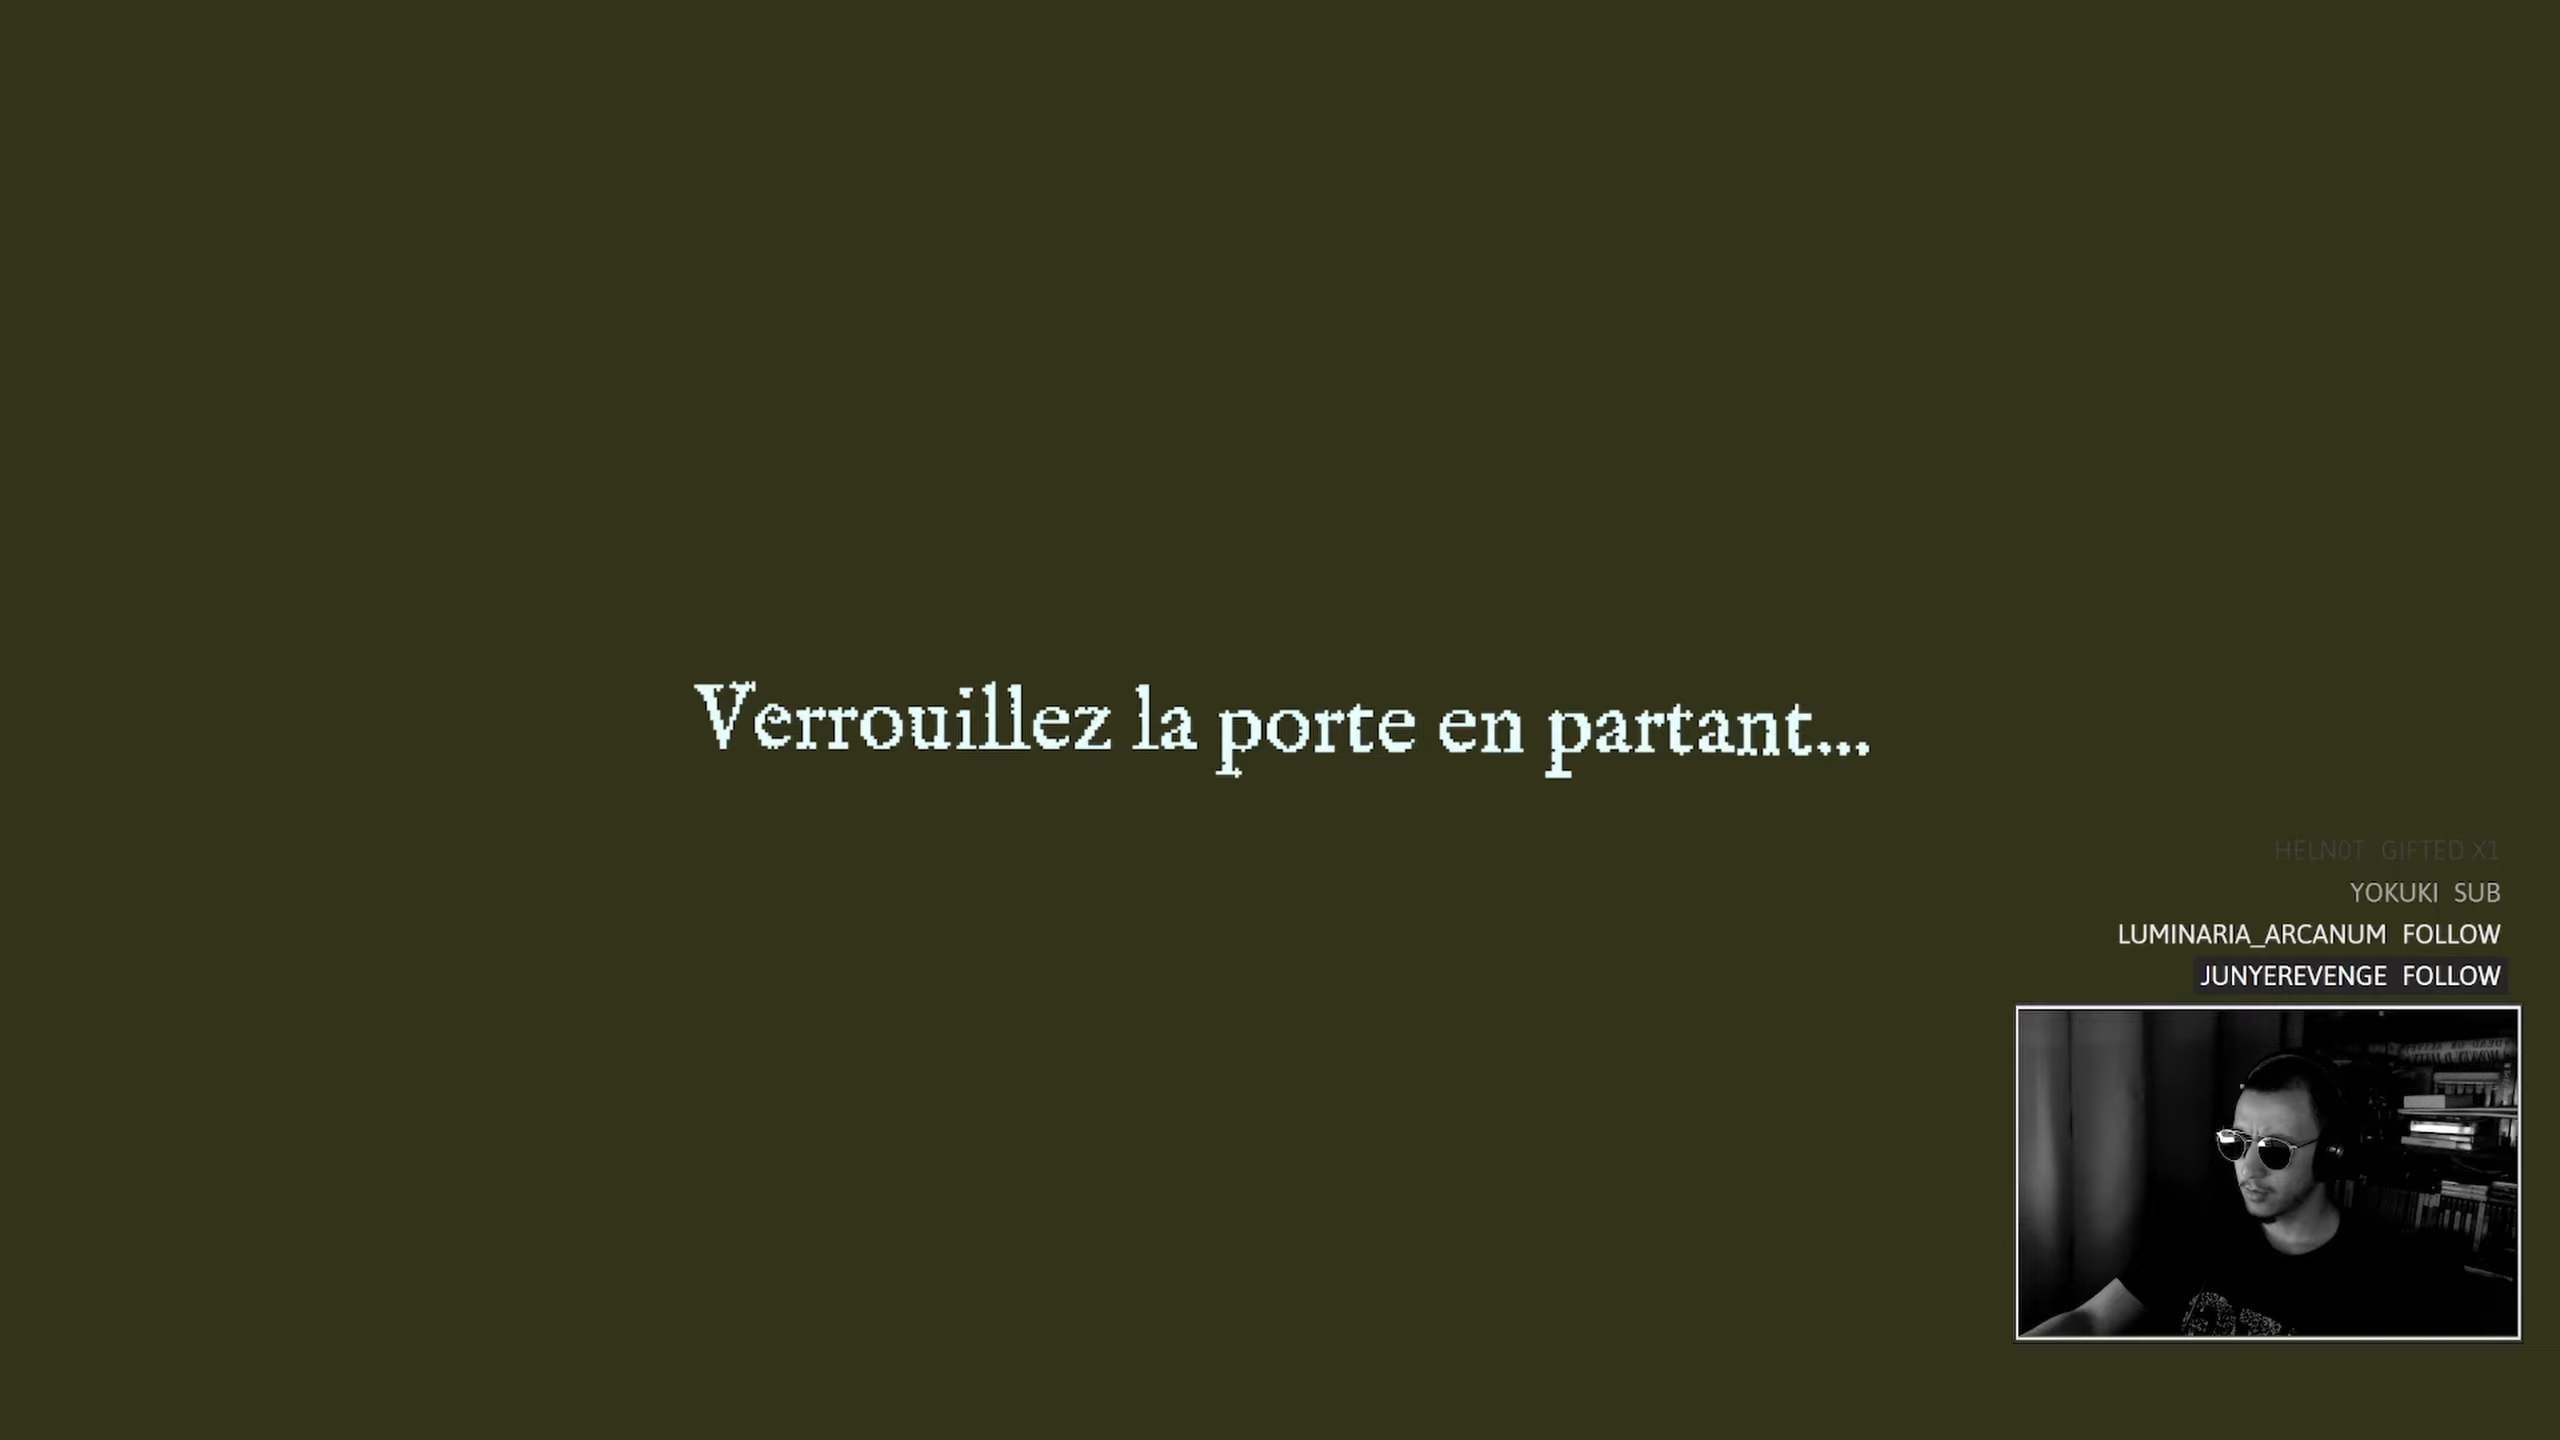 Verrouillez la porte en partant...
HELN0T GIFTED X1
YOKUKI SUB
LUMINARIA_ARCANUM FOLLOW
JUNYEREVENGE FOLLOW